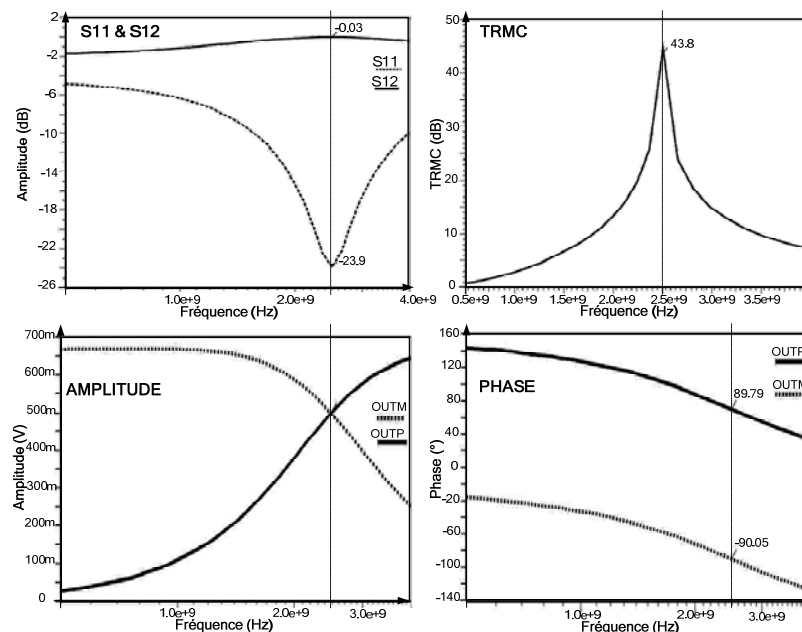 S11 & S12
-0.03
S11
S12
Amplitude (dB)
2
-2
-6
-10
-14
-18
-22
-26
-23.9
1.0e+9
2.0e+9
4.0e+9
Fréquence (Hz)
TRMC
43.8
TRMC (dB)
50
40
30
20
10
0
0.5e+9
1.0e+9
1.5e+9
2.5e+9
3.0e+9
3.5e+9
Fréquence (Hz)
AMPLITUDE
OUTM
OUTP
Amplitude (V)
700m
600m
500m
400m
300m
200m
100m
0
1.0e+9
2.0e+9
3.0e+9
Fréquence (Hz)
PHASE
OUTP
OUTM
89.79
-90.05
Phase (°)
160
120
80
40
0
-20
-60
-100
-140
1.0e+9
2.0e+9
3.0e+9
Fréquence (Hz)